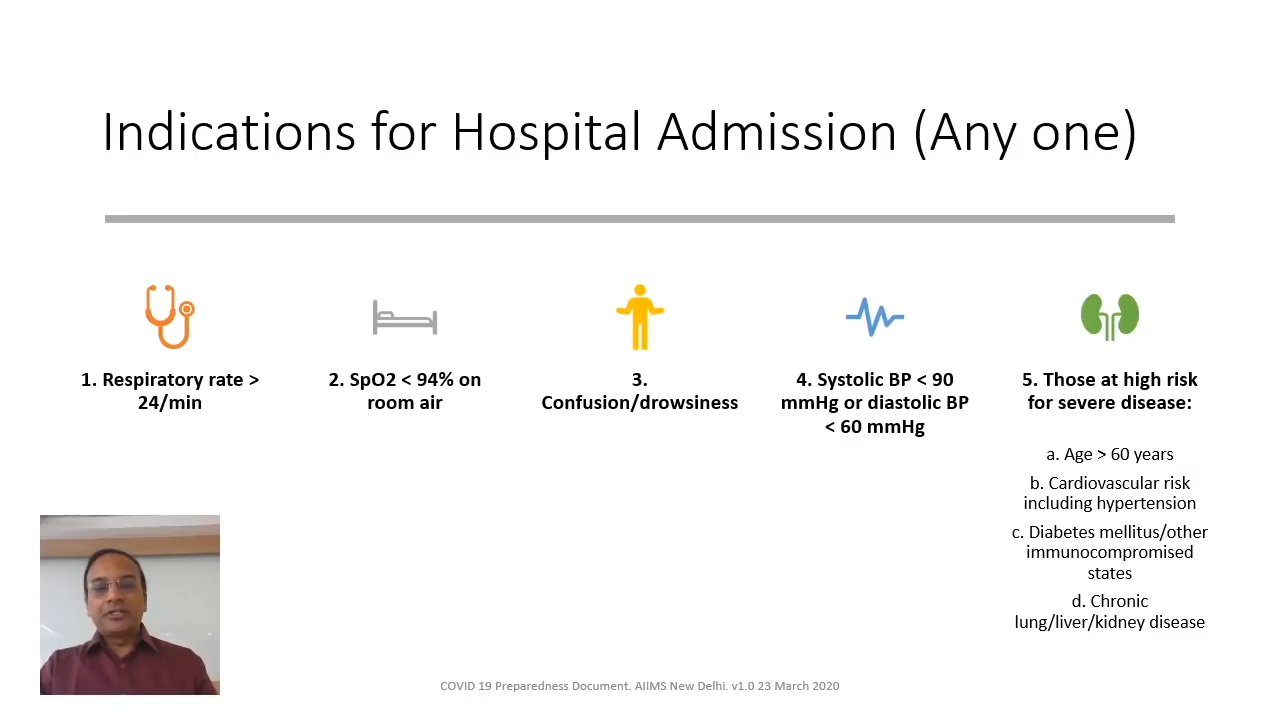 Indications for Hospital Admission (Any one)
1. Respiratory rate >
24/min
2. SpO2 < 94% on
room air
3.
Confusion/drowsiness
4. Systolic BP < 90
mmHg or diastolic BP
< 60 mmHg
5. Those at high risk
for severe disease:
a. Age > 60 years
b. Cardiovascular risk
including hypertension
c. Diabetes mellitus/other
immunocompromised
states
d. Chronic
lung/liver/kidney disease
COVID 19 Preparedness Document. AIIMS New Delhi. v1.0 23 March 2020